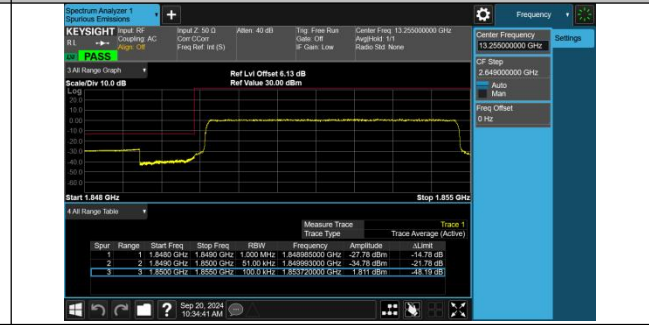 Spectrum Analyzer 1
Spurious Emissions
Frequency
KEYSIGHT
Input: RF
Coupling: AC
Align: Off
Input Z: 50 Ω
Corr CCorr
Freq Ref: Int (S)
Atten: 40 dB
Trig: Free Run
Gate: Off
IF Gain: Low
Center Freq: 13.255000000 GHz
Avg|Hold: 1/1
Radio Std: None
PASS
Center Frequency
13.255000000 GHz
Settings
CF Step
2.649000000 GHz
Auto
Man
Freq Offset
0 Hz
3 All Range Graph
Scale/Div 10.0 dB
Ref Lvl Offset 6.13 dB
Ref Value 30.00 dBm
Log
20.0
10.0
0.00
-10.0
-20.0
-30.0
-40.0
-50.0
-60.0
Start 1.848 GHz
Stop 1.855 GHz
4 All Range Table
Measure Trace Trace 1
Trace Type Trace Average (Active)
Spur Range Start Freq Stop Freq RBW Frequency Amplitude ΔLimit
1 1 1.8480 GHz 1.8490 GHz 1.000 MHz 1.848985000 GHz -27.78 dBm -14.78 dB
2 2 1.8490 GHz 1.8500 GHz 51.00 kHz 1.849993000 GHz -34.78 dBm -21.78 dB
3 3 1.8500 GHz 1.8550 GHz 100.0 kHz 1.853720000 GHz 1.811 dBm -48.19 dB
Sep 20, 2024
10:34:41 AM